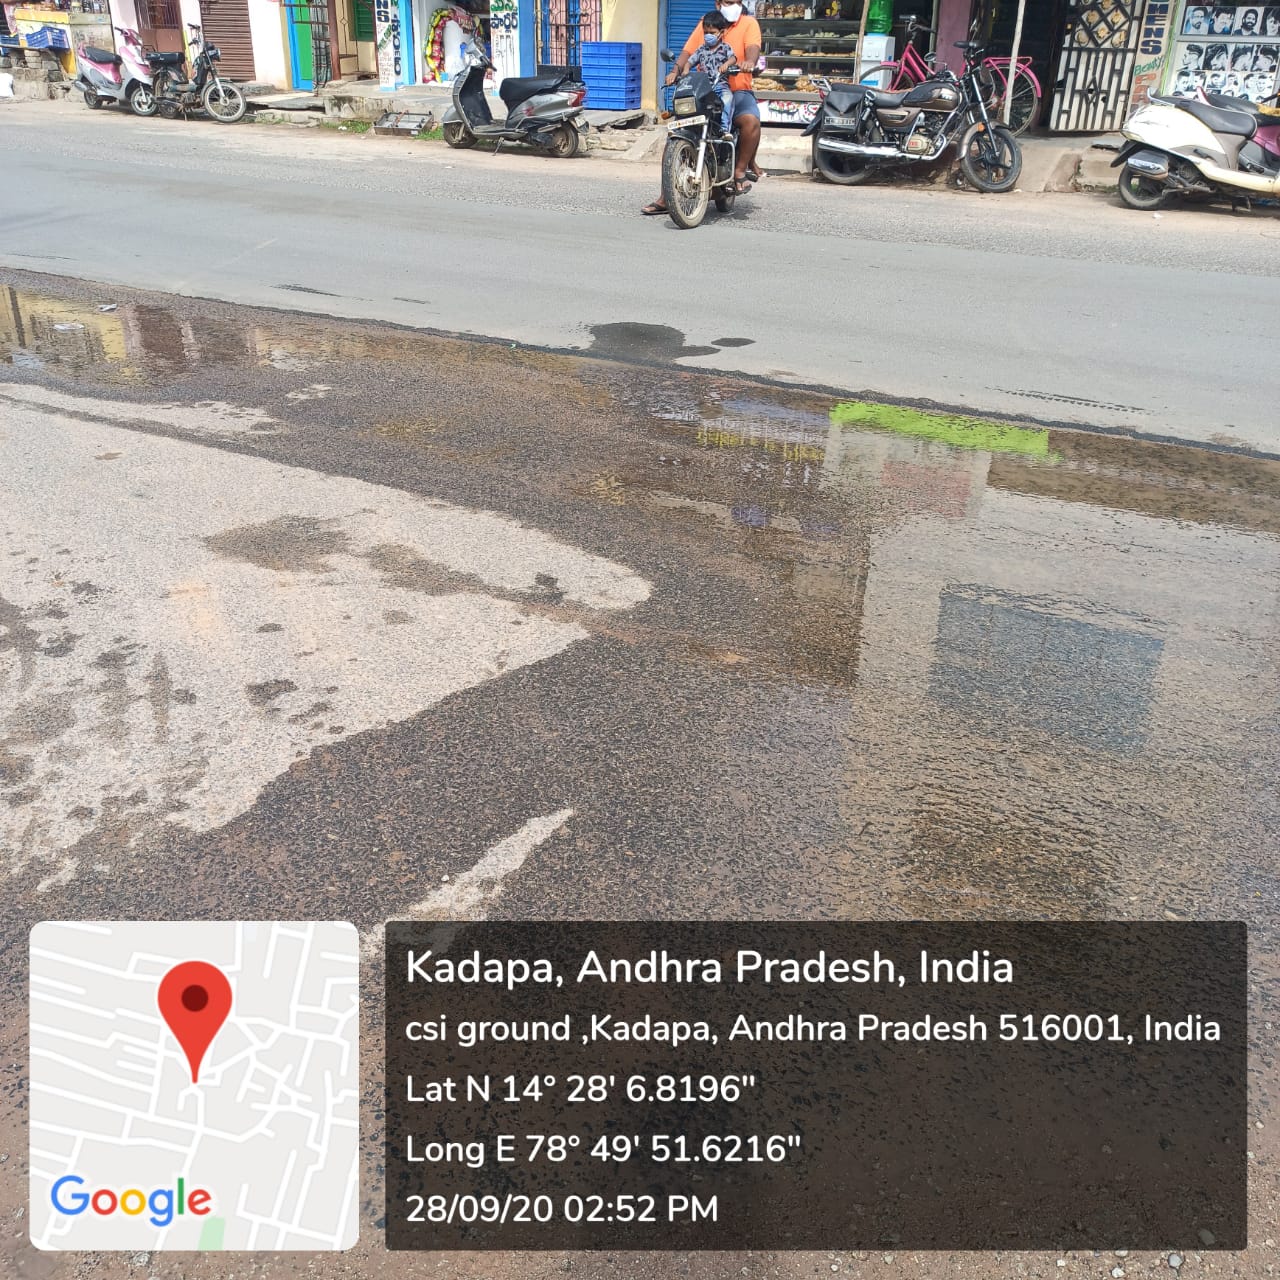 మెన్స్
పార్లర్
Kadapa, Andhra Pradesh, India
csi ground ,Kadapa, Andhra Pradesh 516001, India
Lat N 14° 28' 6.8196"
Long E 78° 49' 51.6216"
28/09/20 02:52 PM
Google